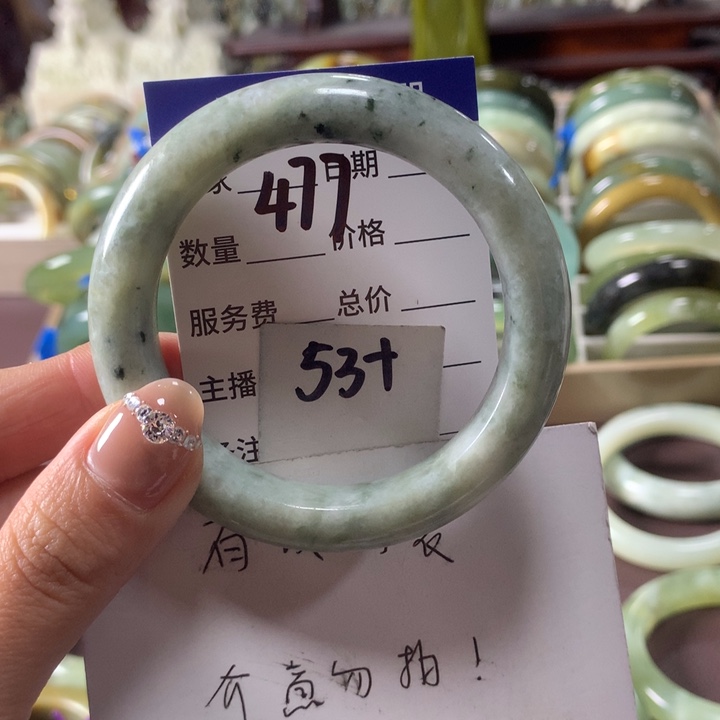 477 日期
数量 价格
服务费 总价
主播
53+
有
介意勿拍!